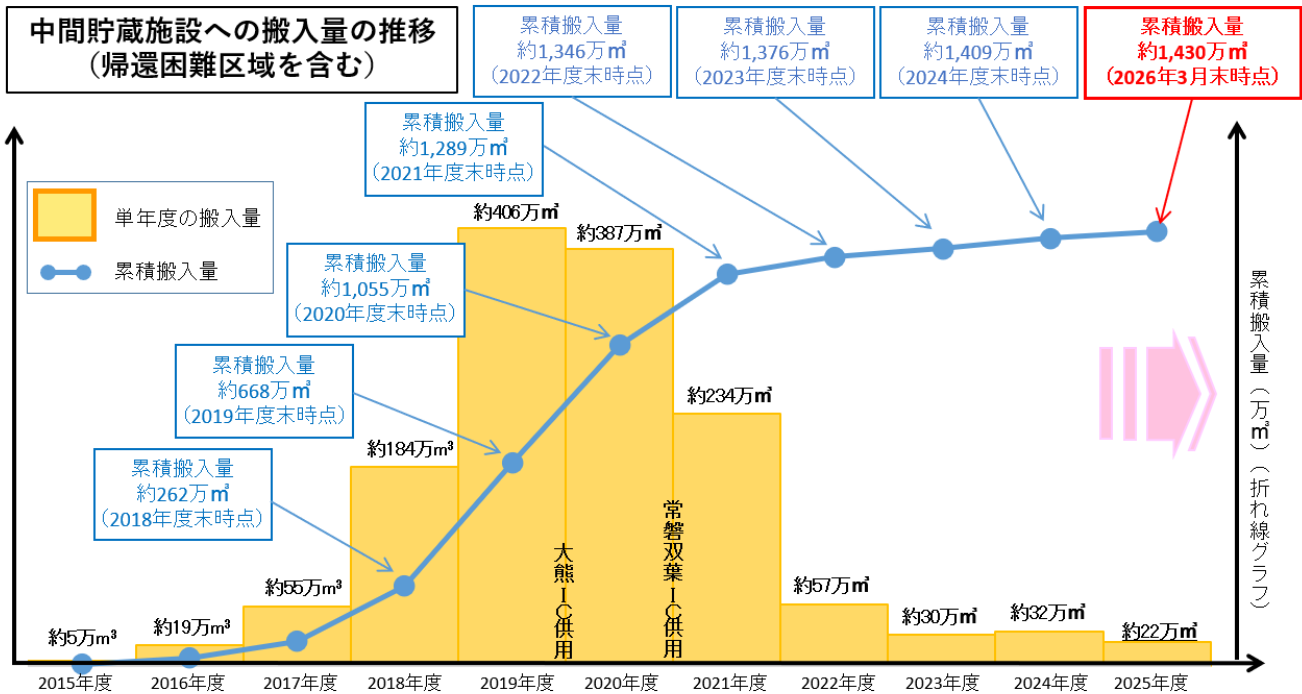 中間貯蔵施設への搬入量の推移
（帰還困難区域を含む）
累積搬入量
約1,346万㎥
（2022年度末時点）
累積搬入量
約1,376万㎥
（2023年度末時点）
累積搬入量
約1,409万㎥
（2024年度末時点）
累積搬入量
約1,430万㎥
（2026年3月末時点）
累積搬入量
約1,289万㎥
（2021年度末時点）
単年度の搬入量
累積搬入量
累積搬入量
約1,055万㎥
（2020年度末時点）
累積搬入量
約668万㎥
（2019年度末時点）
累積搬入量
約262万㎥
（2018年度末時点）
約5万m³
約19万m³
約55万m³
約184万m³
約406万㎥
約387万㎥
約234万㎥
約57万㎥
約30万㎥
約32万㎥
約22万㎥
大熊IC供用
常磐双葉IC供用
累積搬入量（万㎥）（折れ線グラフ）
2015年度
2016年度
2017年度
2018年度
2019年度
2020年度
2021年度
2022年度
2023年度
2024年度
2025年度